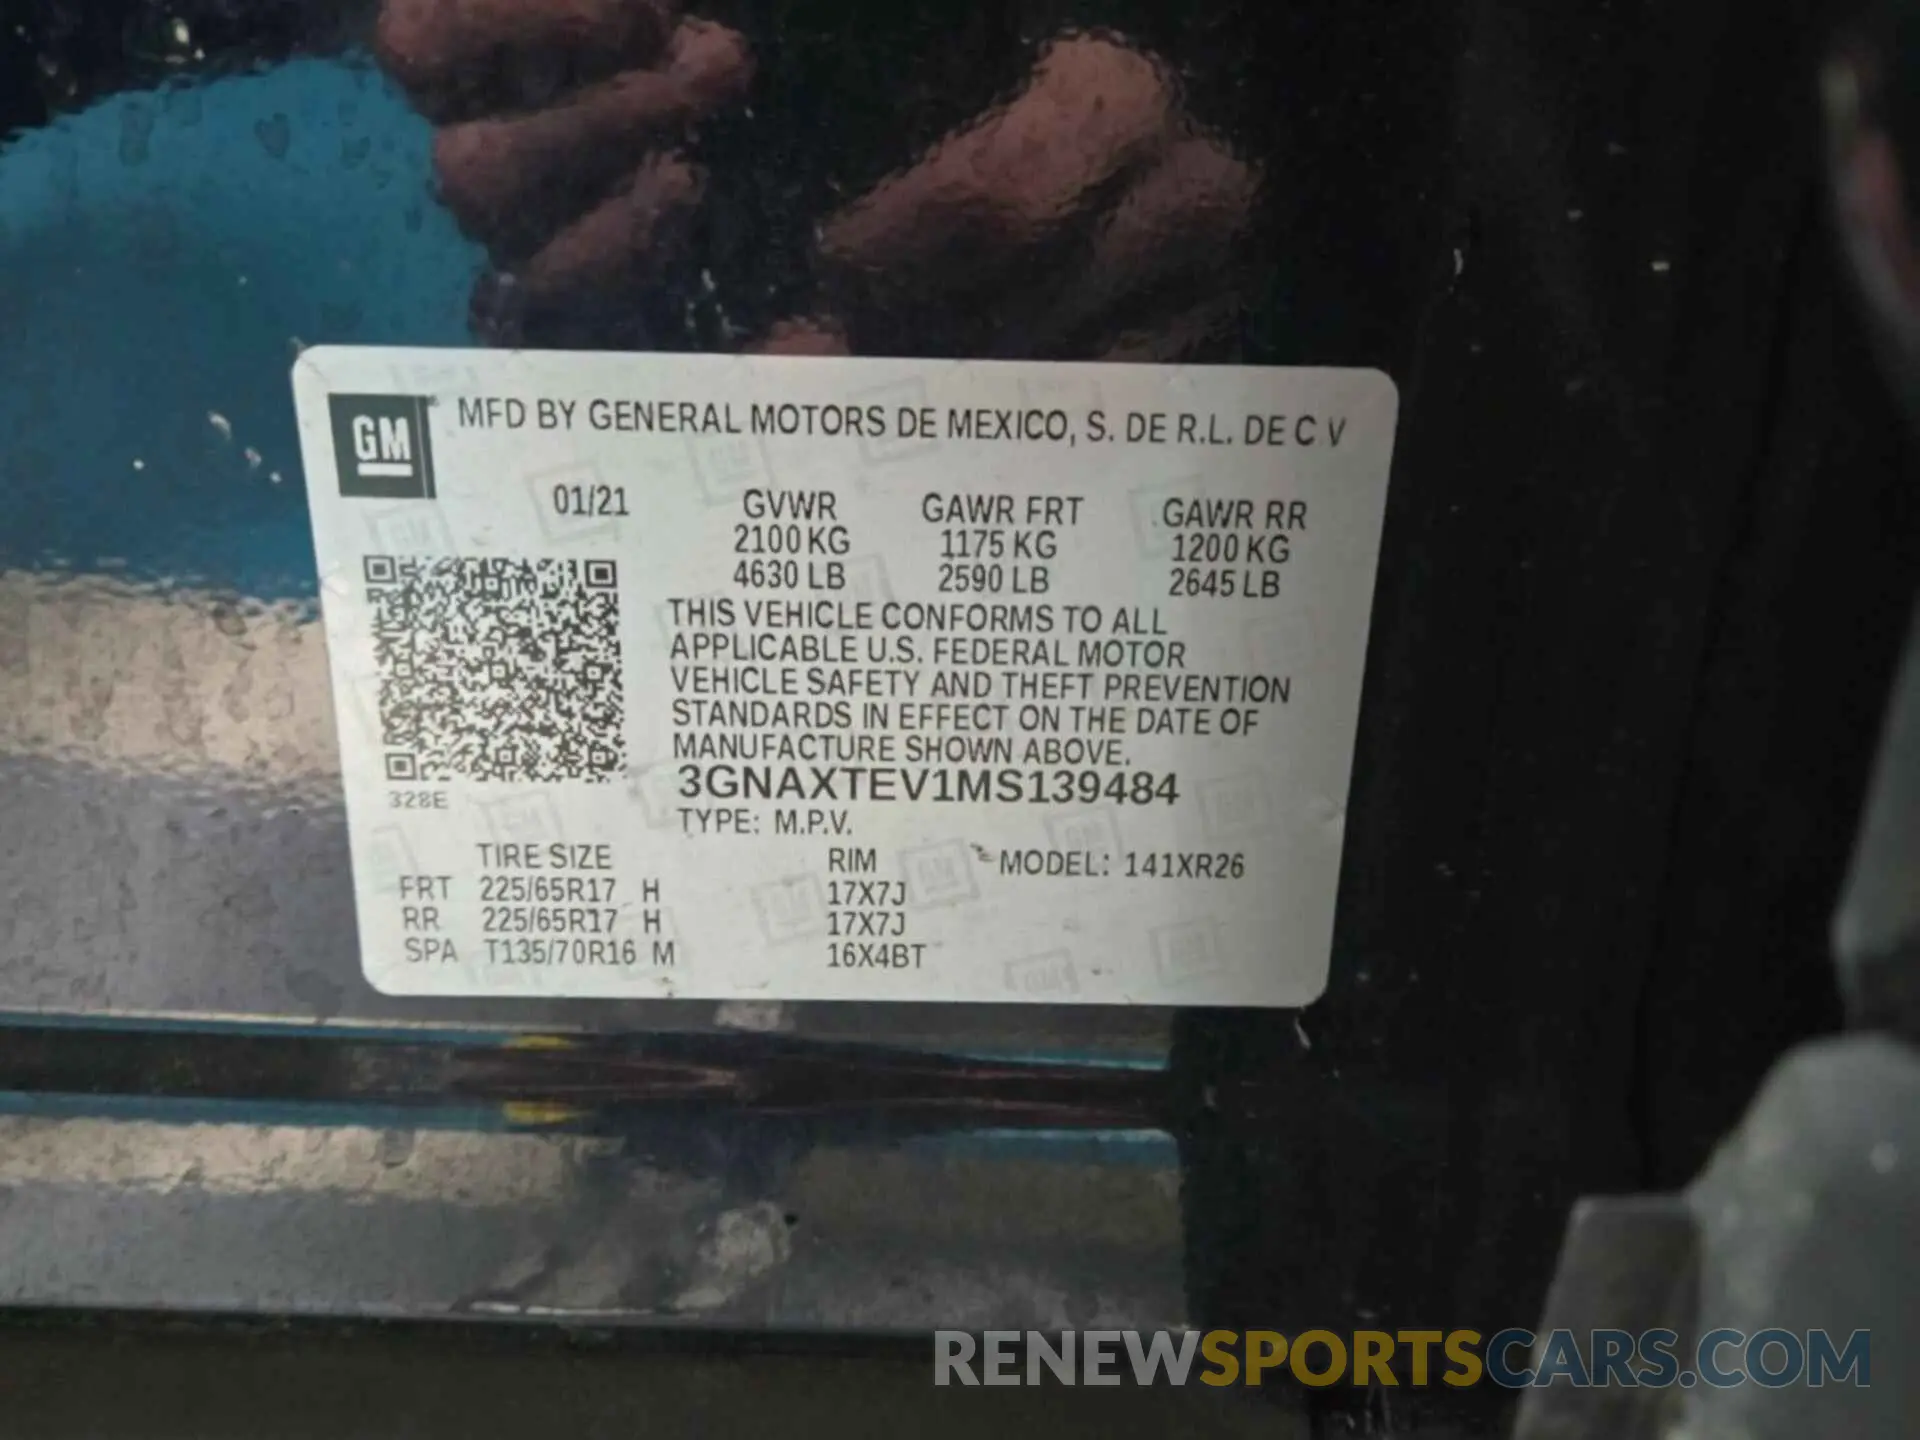 GM
MFD BY GENERAL MOTORS DE MEXICO, S. DE R.L. DE C V
01/21 GVWR GAWR FRT GAWR RR
2100 KG 1175 KG 1200 KG
4630 LB 2590 LB 2645 LB
THIS VEHICLE CONFORMS TO ALL
APPLICABLE U.S. FEDERAL MOTOR
VEHICLE SAFETY AND THEFT PREVENTION
STANDARDS IN EFFECT ON THE DATE OF
MANUFACTURE SHOWN ABOVE.
3GNAXTEV1MS139484
328E
TYPE: M.P.V.
TIRE SIZE RIM MODEL: 141XR26
FRT 225/65R17 H 17X7J
RR 225/65R17 H 17X7J
SPA T135/70R16 M 16X4BT
RENEWSPORTSCARS.COM